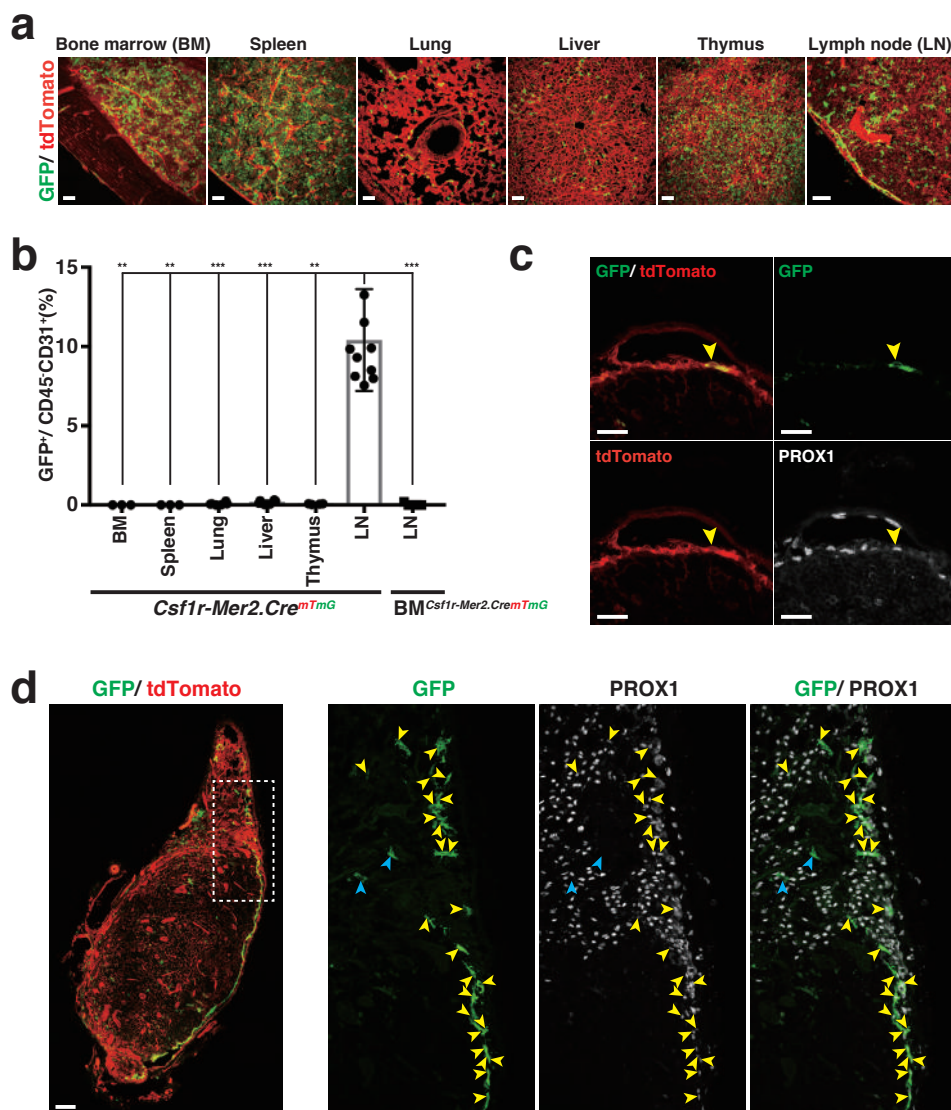 a
Bone marrow (BM) Spleen Lung Liver Thymus Lymph node (LN)
GFP/ tdTomato
b
** ** *** *** ** ***
GFP⁺/ CD45⁻CD31⁺(%)
15
10
5
0
BM Spleen Lung Liver Thymus LN LN
Csf1r-Mer2.CremTmG BMCsf1r-Mer2.CremTmG
c
GFP/ tdTomato GFP
tdTomato PROX1
d
GFP/ tdTomato GFP PROX1 GFP/ PROX1